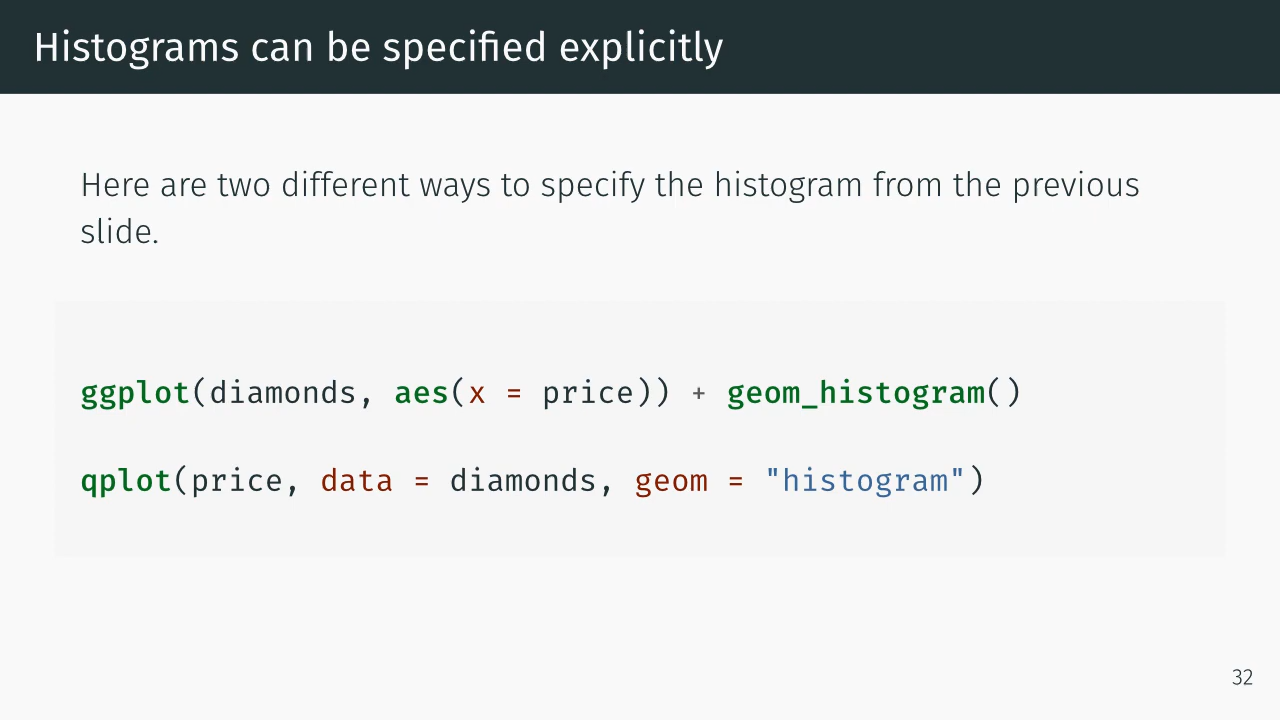 Histograms can be specified explicitly
Here are two different ways to specify the histogram from the previous
slide.
ggplot(diamonds, aes(x = price)) + geom_histogram()
qplot(price, data = diamonds, geom = "histogram")
32